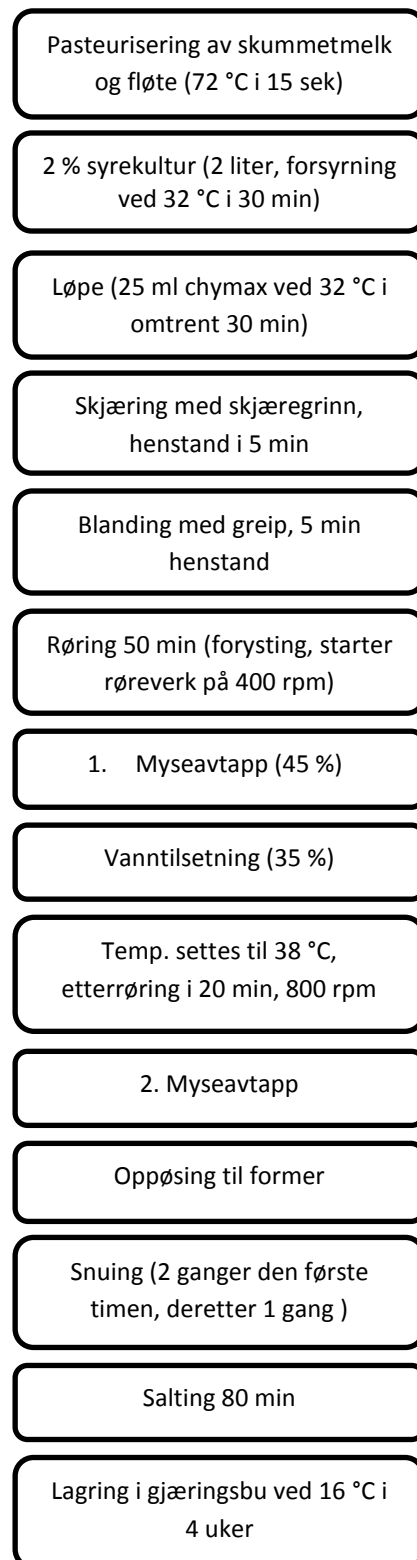 Pasteurisering av skummetmelk
og fløte (72 °C i 15 sek)
2 % syrekultur (2 liter, forsyrning
ved 32 °C i 30 min)
Løpe (25 ml chymax ved 32 °C i
omtrent 30 min)
Skjæring med skjæregrinn,
henstand i 5 min
Blanding med greip, 5 min
henstand
Røring 50 min (forysting, starter
røreverk på 400 rpm)
1. Myseavtapp (45 %)
Vanntilsetning (35 %)
Temp. settes til 38 °C,
etterrøring i 20 min, 800 rpm
2. Myseavtapp
Oppøsing til former
Snuing (2 ganger den første
timen, deretter 1 gang )
Salting 80 min
Lagring i gjæringsbu ved 16 °C i
4 uker